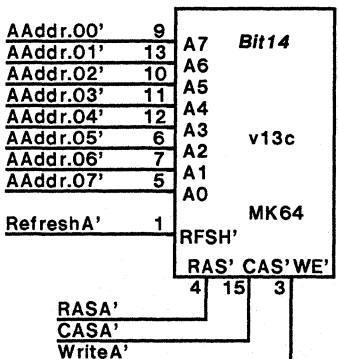 AAddr.00' 9 A7 Bit14
AAddr.01' 13 A6
AAddr.02' 10 A5
AAddr.03' 11 A4
AAddr.04' 12 A3 v13c
AAddr.05' 6 A2
AAddr.06' 7 A1
AAddr.07' 5 A0
MK64
RefreshA' 1 RFSH'
RAS' CAS' WE'
4 15 3
RASA'
CASA'
WriteA'